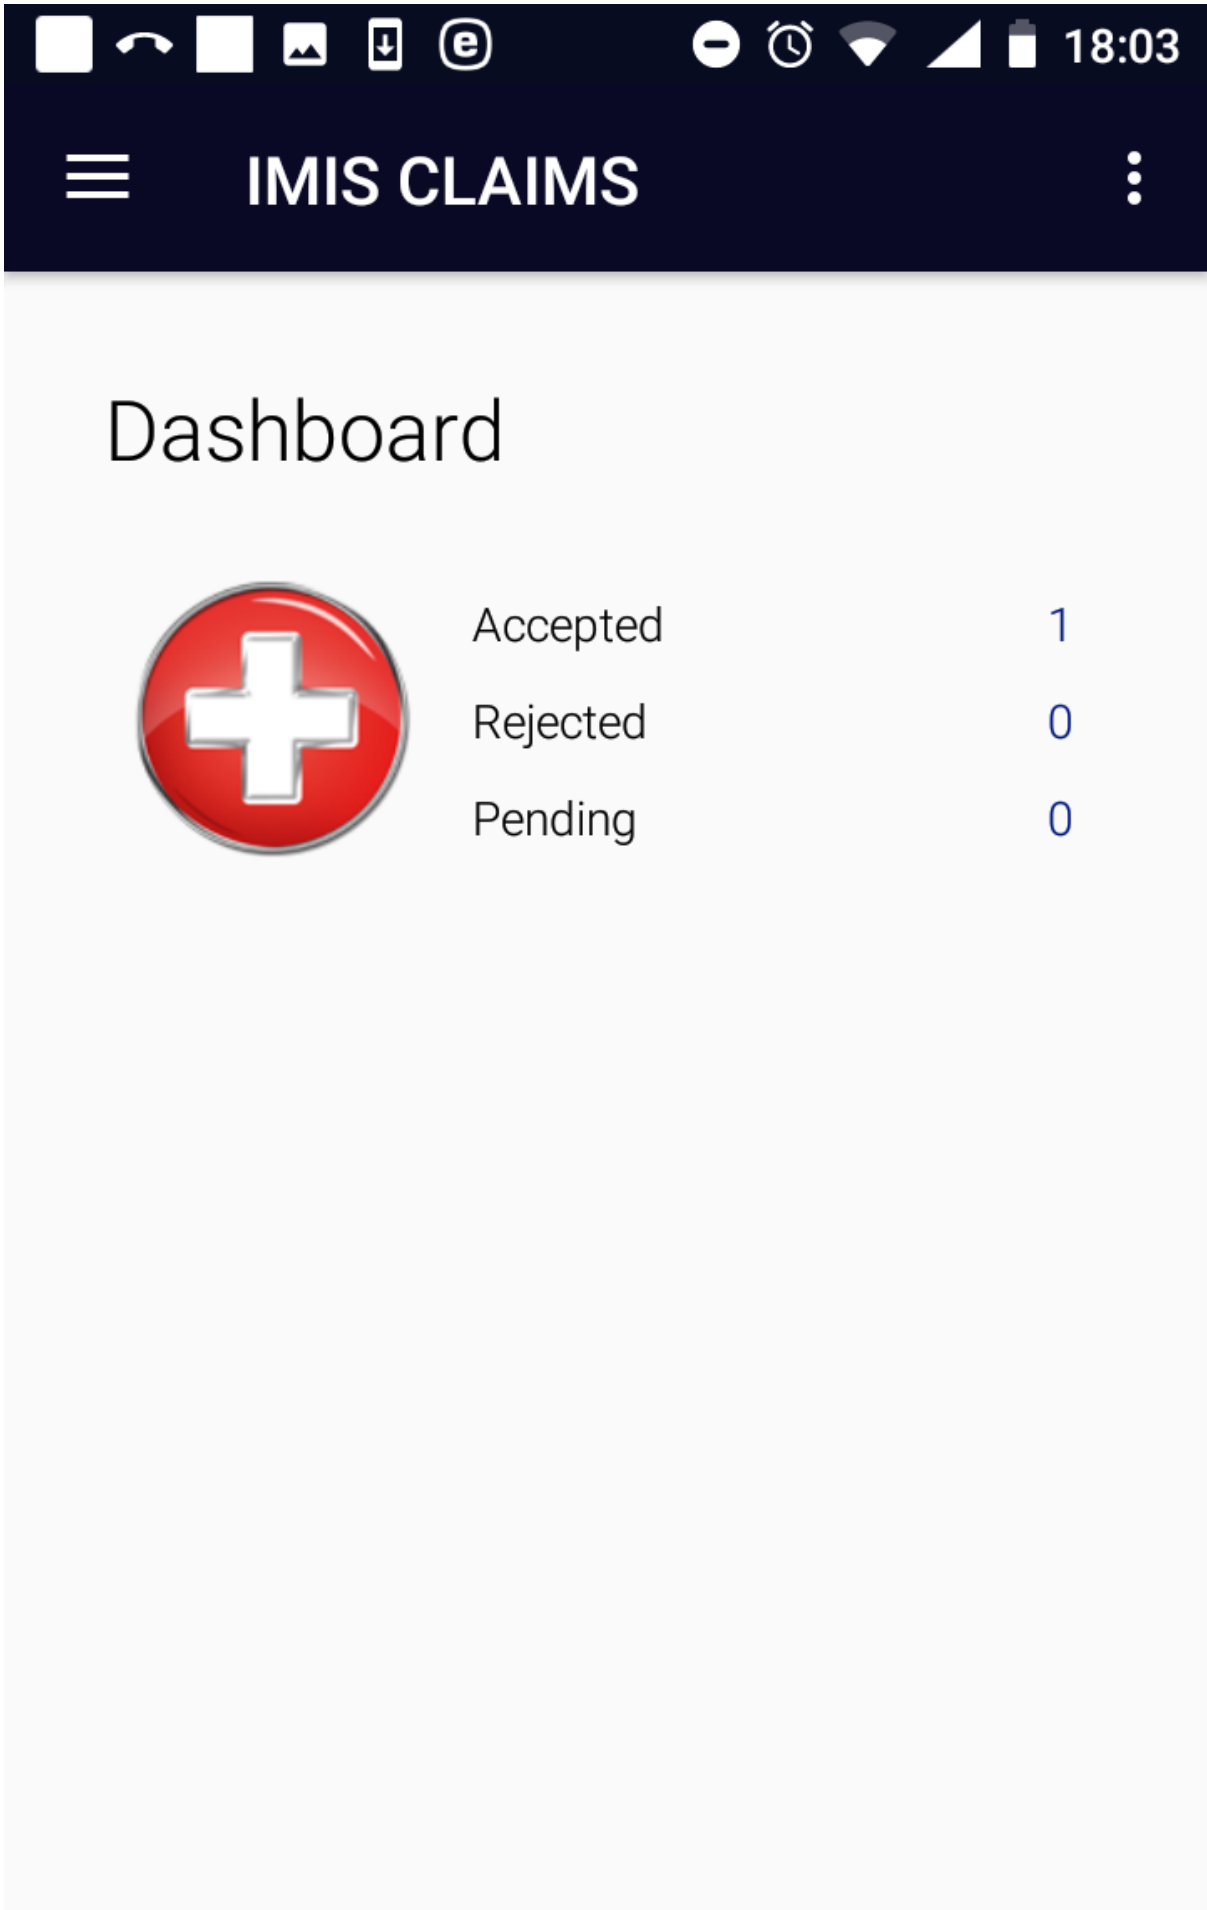 18:03
IMIS CLAIMS
Dashboard
Accepted 1
Rejected 0
Pending 0